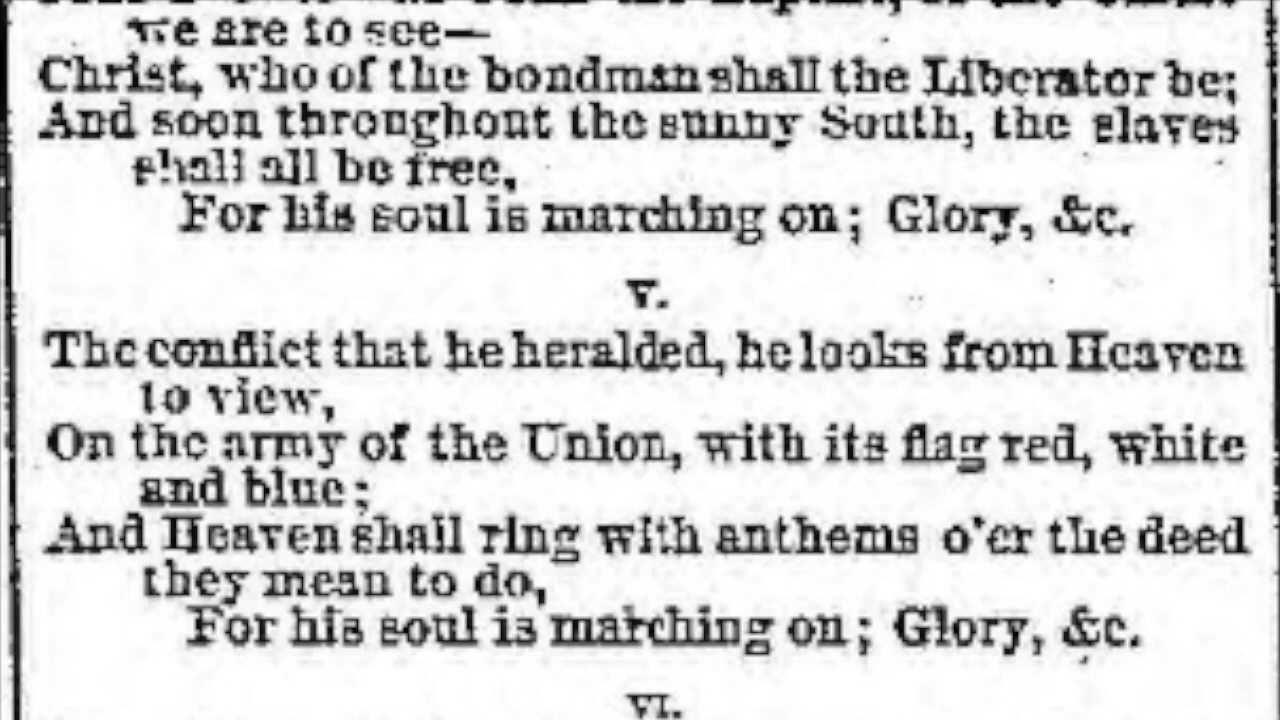 we are to see—
Christ, who of the bondman shall the Liberator be;
And soon throughout the sunny South, the slaves
shall all be free,
For his soul is marching on; Glory, &c.
V.
The conflict that he heralded, he looks from Heaven
to view,
On the army of the Union, with its flag red, white
and blue;
And Heaven shall ring with anthems o'er the deed
they mean to do,
For his soul is marching on; Glory, &c.
VI.